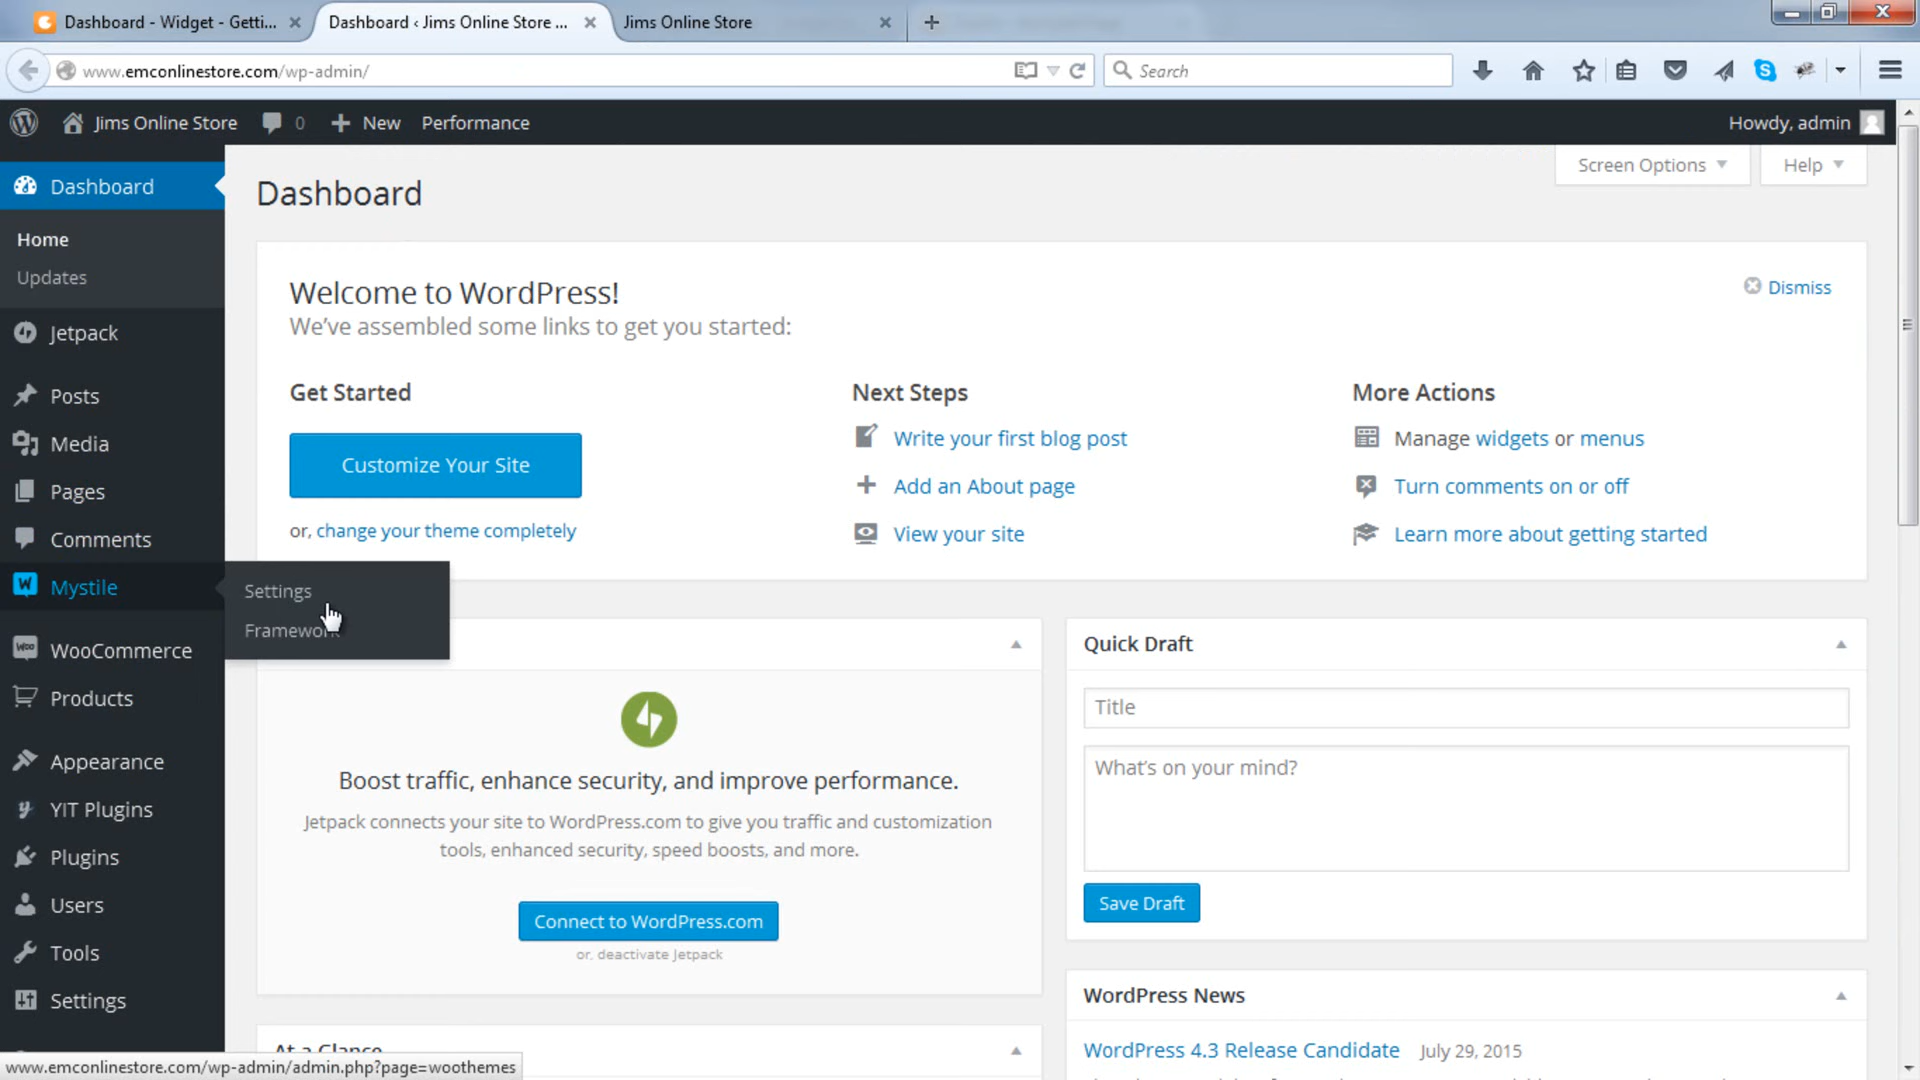 Dashboard - Widget - Getti...
Dashboard ‹ Jims Online Store ...
Jims Online Store
www.emconlinestore.com/wp-admin/
Search
Jims Online Store
0
New
Performance
Howdy, admin
Dashboard
Home
Updates
Jetpack
Posts
Media
Pages
Comments
Mystile
WooCommerce
Products
Appearance
YIT Plugins
Plugins
Users
Tools
Settings
Settings
Framework
Screen Options
Help
Dashboard
Welcome to WordPress!
We've assembled some links to get you started:
Dismiss
Get Started
Customize Your Site
or, change your theme completely
Next Steps
Write your first blog post
Add an About page
View your site
More Actions
Manage widgets or menus
Turn comments on or off
Learn more about getting started
Boost traffic, enhance security, and improve performance.
Jetpack connects your site to WordPress.com to give you traffic and customization
tools, enhanced security, speed boosts, and more.
Connect to WordPress.com
or, deactivate Jetpack
At a Glance
Quick Draft
Title
What's on your mind?
Save Draft
WordPress News
WordPress 4.3 Release Candidate July 29, 2015
www.emconlinestore.com/wp-admin/admin.php?page=woothemes